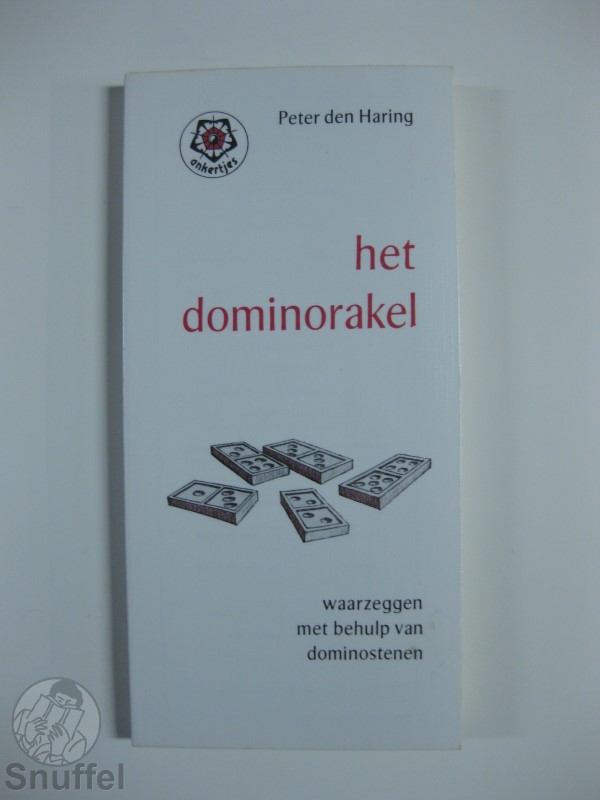 Peter den Haring
ankertjes
het
dominorakel
waarzeggen
met behulp van
dominostenen
Snuffel